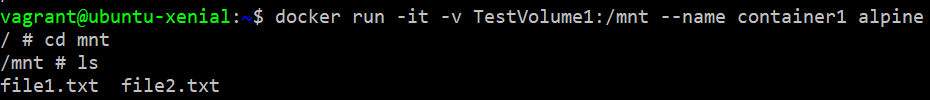 vagrant@ubuntu-xenial:~$ docker run -it -v TestVolume1:/mnt --name container1 alpine
/ # cd mnt
/mnt # ls
file1.txt  file2.txt